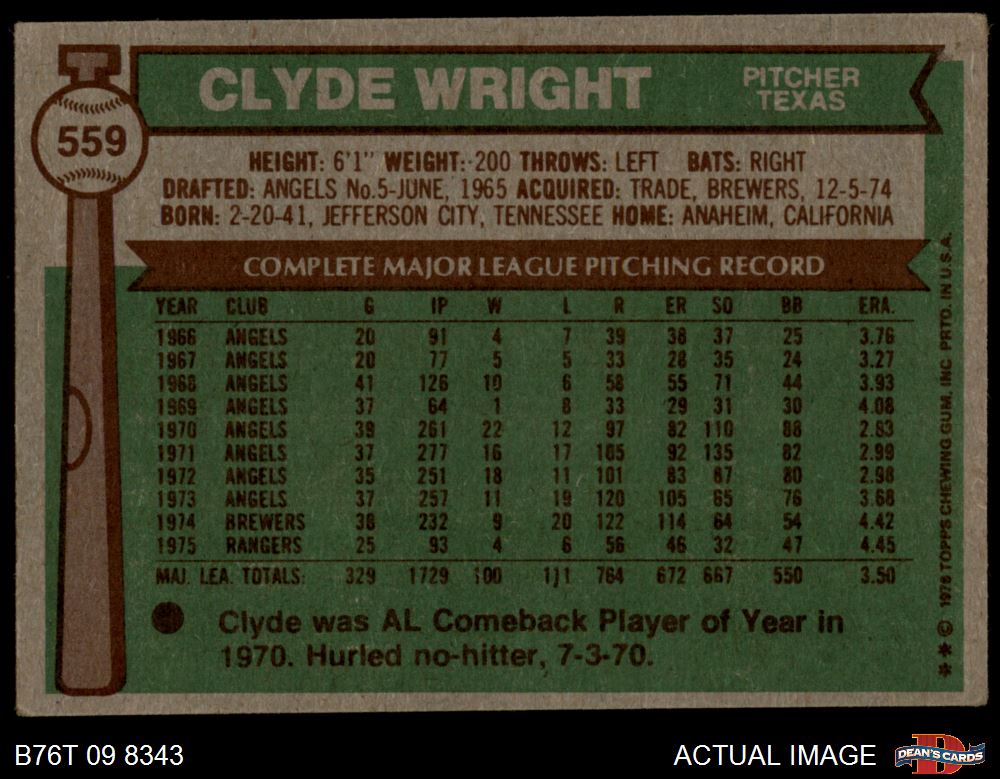 CLYDE WRIGHT
PITCHER
TEXAS
559
HEIGHT: 6'1" WEIGHT: 200 THROWS: LEFT BATS: RIGHT
DRAFTED: ANGELS No.5-JUNE, 1965 ACQUIRED: TRADE, BREWERS, 12-5-74
BORN: 2-20-41, JEFFERSON CITY, TENNESSEE HOME: ANAHEIM, CALIFORNIA
COMPLETE MAJOR LEAGUE PITCHING RECORD
YEAR CLUB G IP W L R ER SO BB ERA.
1966 ANGELS 20 91 4 7 39 38 37 25 3.76
1967 ANGELS 20 77 5 5 33 28 35 24 3.27
1968 ANGELS 41 126 10 6 58 55 71 44 3.93
1969 ANGELS 37 64 1 8 33 29 31 30 4.08
1970 ANGELS 39 261 22 12 97 82 110 88 2.83
1971 ANGELS 37 277 16 17 105 92 135 82 2.99
1972 ANGELS 35 251 18 11 101 83 87 80 2.98
1973 ANGELS 37 257 11 19 120 105 65 76 3.68
1974 BREWERS 38 232 9 20 122 114 64 54 4.42
1975 RANGERS 25 93 4 6 56 46 32 47 4.45
MAJ. LEA. TOTALS: 329 1729 100 111 764 672 667 550 3.50
Clyde was AL Comeback Player of Year in
1970. Hurled no-hitter, 7-3-70.
** © 1976 TOPPS CHEWING GUM, INC. PRTD. IN U.S.A.
B76T 09 8343
ACTUAL IMAGE
DEAN'S CARDS